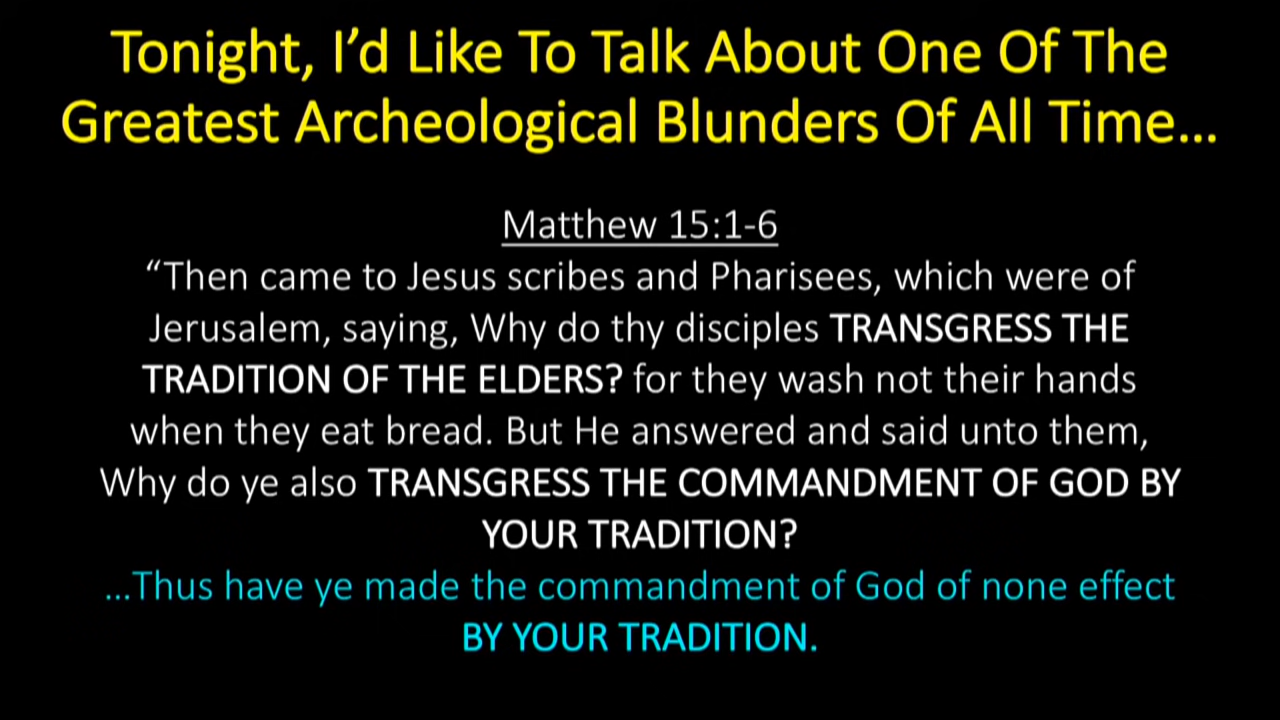 Tonight, I’d Like To Talk About One Of The
Greatest Archeological Blunders Of All Time...
Matthew 15:1-6
“Then came to Jesus scribes and Pharisees, which were of
Jerusalem, saying, Why do thy disciples TRANSGRESS THE
TRADITION OF THE ELDERS? for they wash not their hands
when they eat bread. But He answered and said unto them,
Why do ye also TRANSGRESS THE COMMANDMENT OF GOD BY
YOUR TRADITION?
...Thus have ye made the commandment of God of none effect
BY YOUR TRADITION.